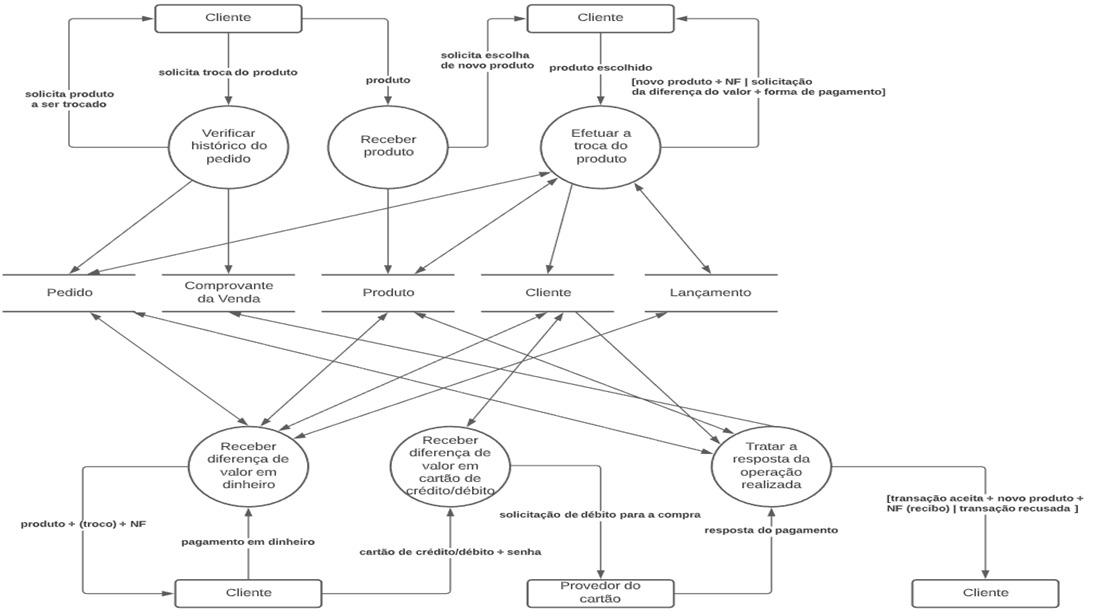 Cliente
Cliente
solicita troca do produto
produto
solicita escolha
de novo produto
produto escolhido
[novo produto + NF | solicitação
da diferença do valor + forma de pagamento]
solicita produto
a ser trocado
Verificar
histórico do
pedido
Receber
produto
Efetuar a
troca do
produto
Pedido
Comprovante
da Venda
Produto
Cliente
Lançamento
Receber
diferença de
valor em
dinheiro
Receber
diferença de
valor em
cartão de
crédito/débito
Tratar a
resposta da
operação
realizada
produto + (troco) + NF
pagamento em dinheiro
cartão de crédito/débito + senha
solicitação de débito para a compra
resposta do pagamento
[transação aceita + novo produto +
NF (recibo) | transação recusada ]
Cliente
Provedor do
cartão
Cliente